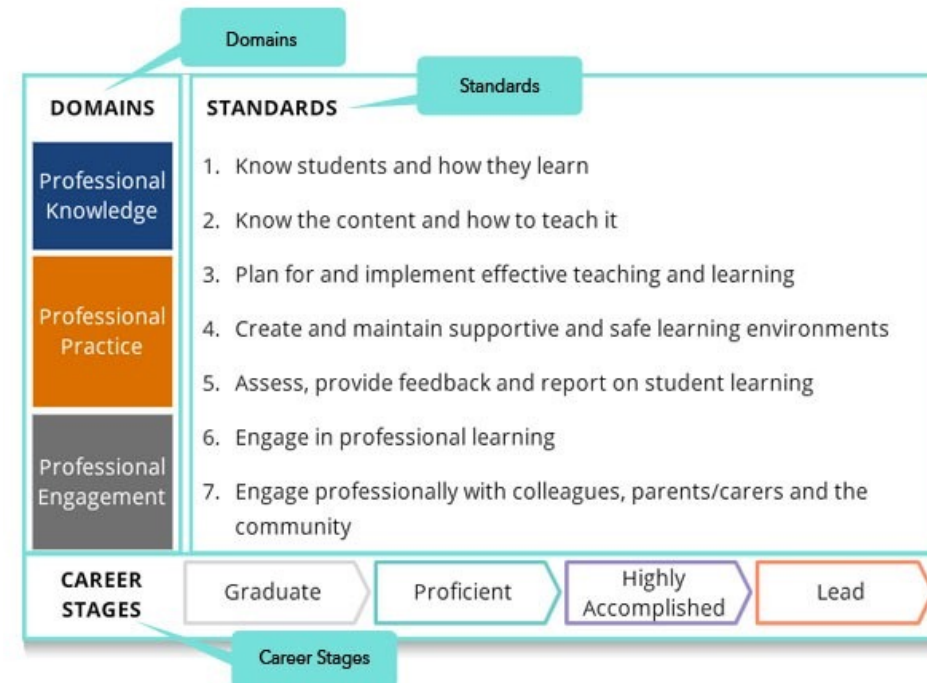 Domains
Standards
DOMAINS
STANDARDS
Professional
Knowledge
1. Know students and how they learn
2. Know the content and how to teach it
Professional
Practice
3. Plan for and implement effective teaching and learning
4. Create and maintain supportive and safe learning environments
5. Assess, provide feedback and report on student learning
Professional
Engagement
6. Engage in professional learning
7. Engage professionally with colleagues, parents/carers and the
community
CAREER
STAGES
Graduate
Proficient
Highly
Accomplished
Lead
Career Stages